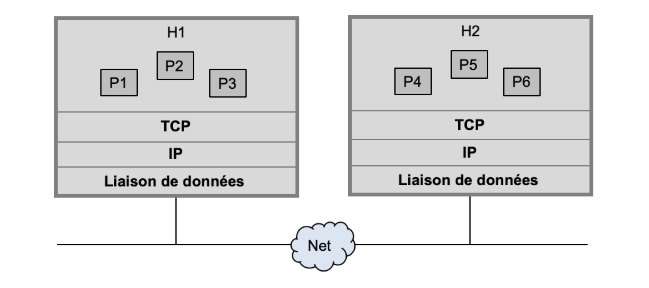 H1
P1
P2
P3
TCP
IP
Liaison de données
H2
P4
P5
P6
TCP
IP
Liaison de données
Net